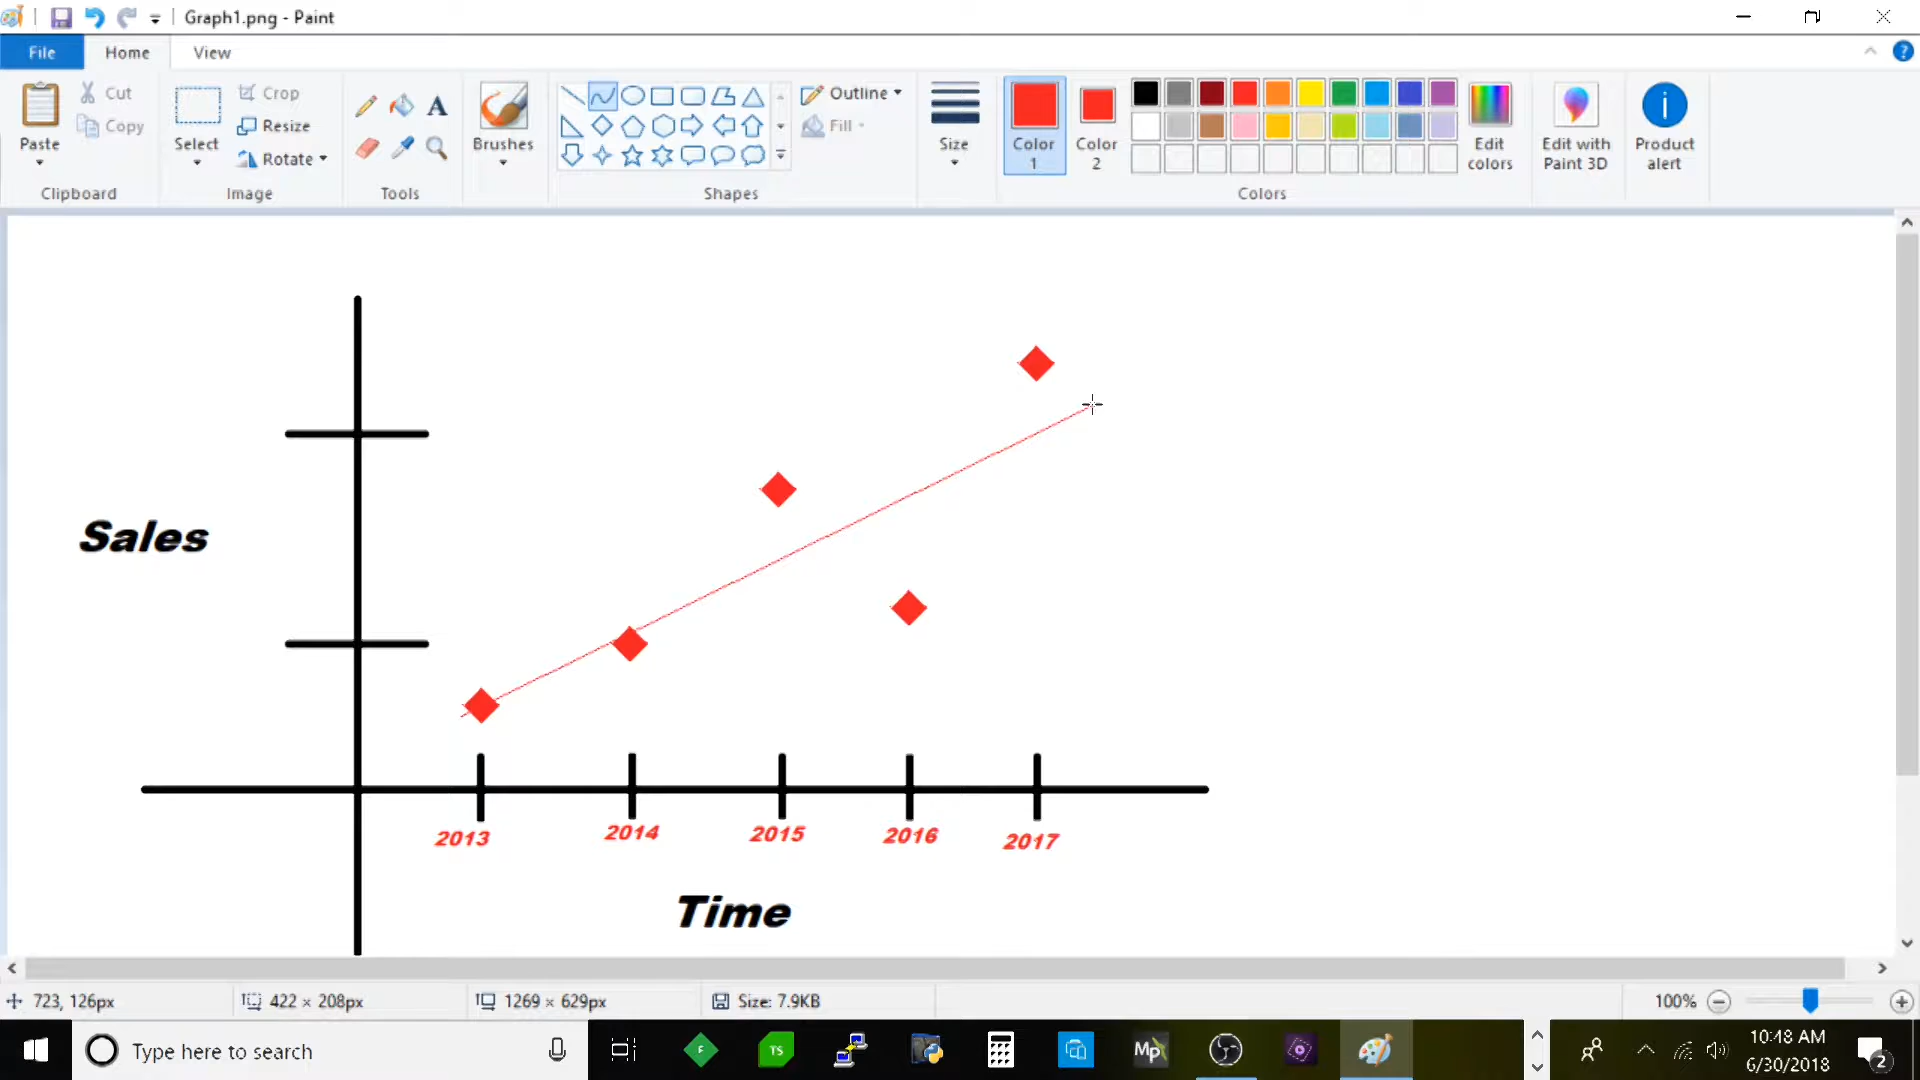 Graph1.png - Paint
File Home View
Paste
Cut
Copy
Clipboard
Select
Crop
Resize
Rotate
Image
A
Tools
Brushes
Outline
Fill
Shapes
Size
Color 1
Color 2
Edit colors
Colors
Edit with Paint 3D
Product alert
Sales
2013 2014 2015 2016 2017
Time
723, 126px 422 × 208px 1269 × 629px Size: 7.9KB 100%
Type here to search
F
TS
Mp
10:48 AM
6/30/2018
2